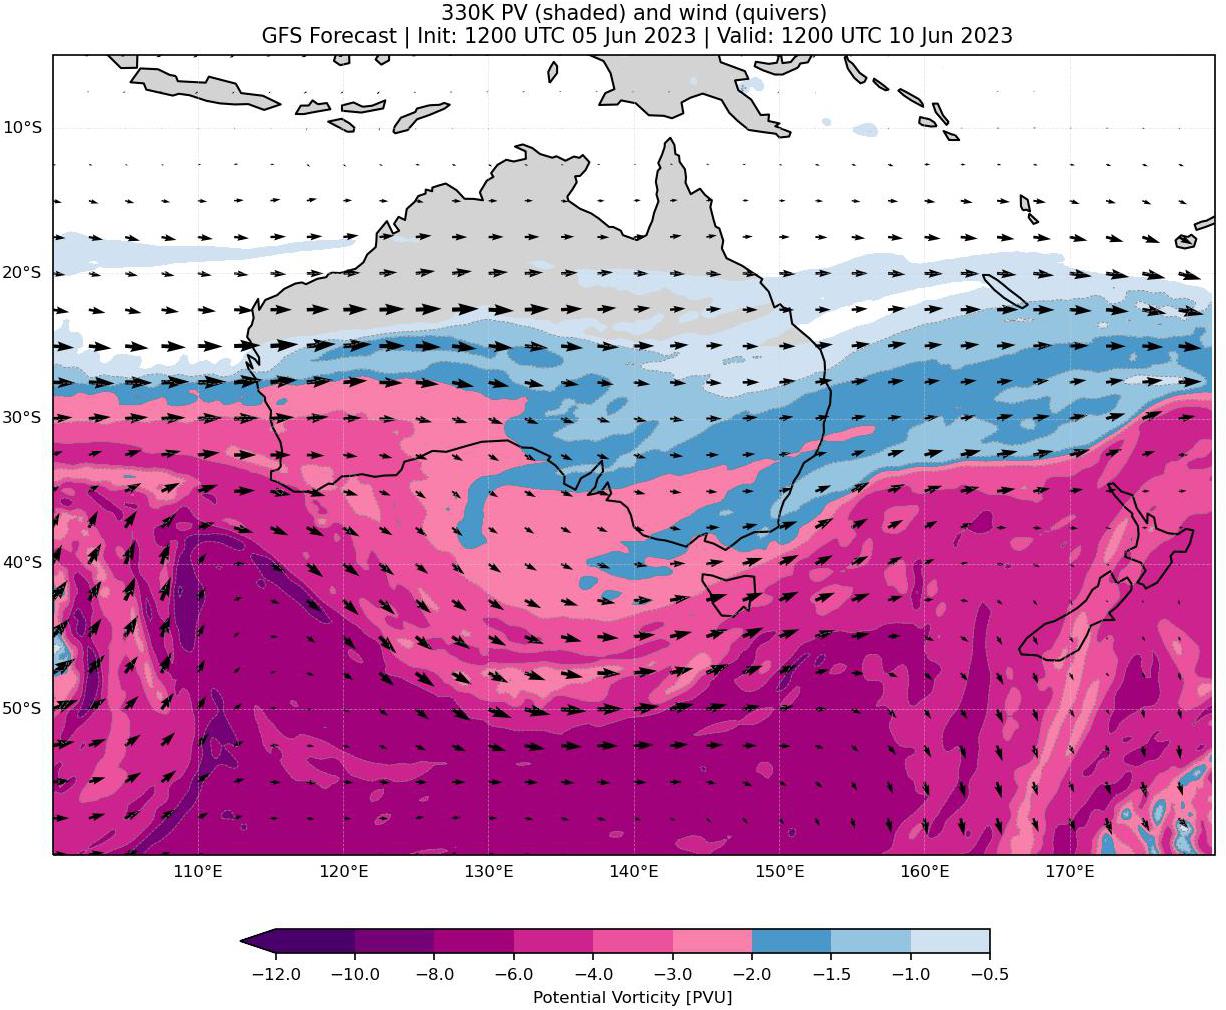 330K PV (shaded) and wind (quivers)
GFS Forecast | Init: 1200 UTC 05 Jun 2023 | Valid: 1200 UTC 10 Jun 2023
10°S
20°S
30°S
40°S
50°S
110°E 120°E 130°E 140°E 150°E 160°E 170°E
−12.0 −10.0 −8.0 −6.0 −4.0 −3.0 −2.0 −1.5 −1.0 −0.5
Potential Vorticity [PVU]